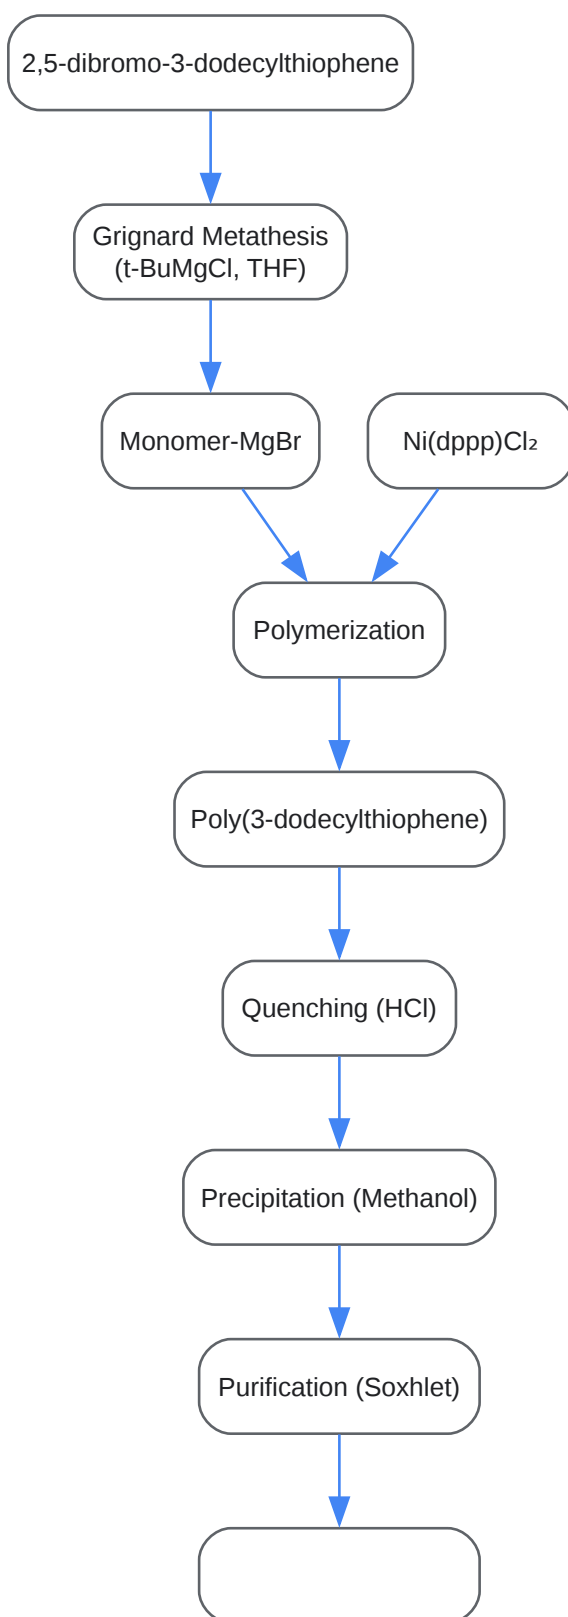 2,5-dibromo-3-dodecylthiophene
Grignard Metathesis
(t-BuMgCl, THF)
Monomer-MgBr
Ni(dppp)Cl₂
Polymerization
Poly(3-dodecylthiophene)
Quenching (HCl)
Precipitation (Methanol)
Purification (Soxhlet)